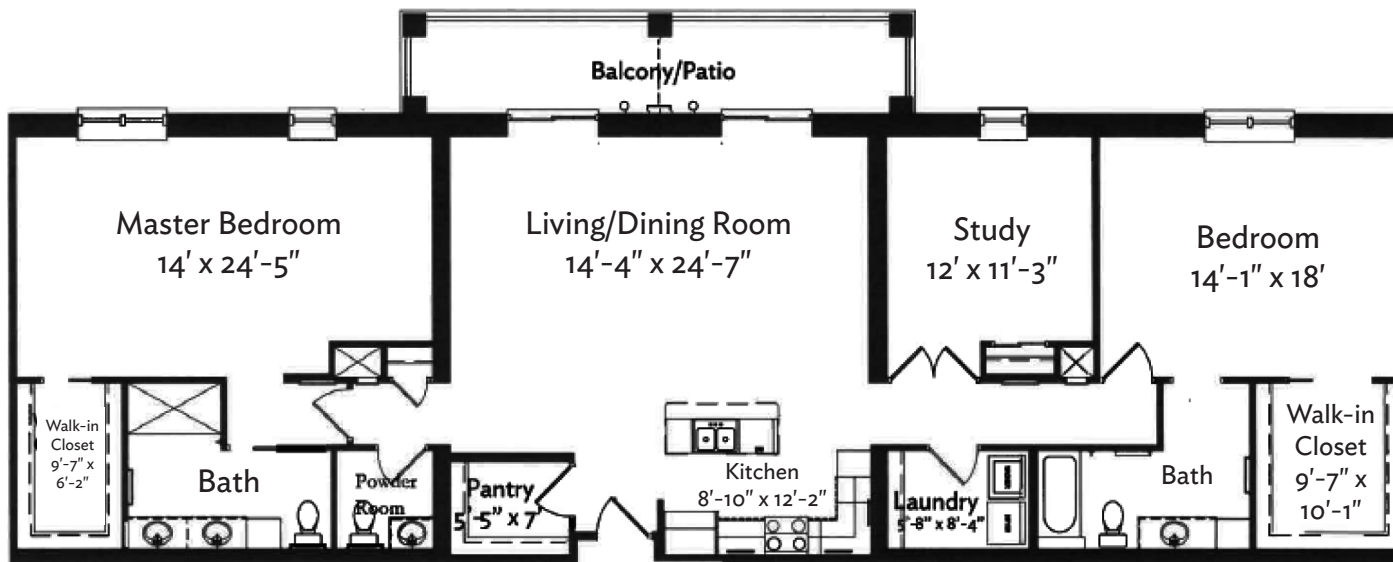 Balcony/Patio
Master Bedroom
14' x 24'-5"
Living/Dining Room
14'-4" x 24'-7"
Study
12' x 11'-3"
Bedroom
14'-1" x 18'
Walk-in
Closet
9'-7" x
6'-2"
Bath
Powder
Room
Pantry
5'-5" x 7'
Kitchen
8'-10" x 12'-2"
Laundry
5'-8" x 8'-4"
Bath
Walk-in
Closet
9'-7" x
10'-1"